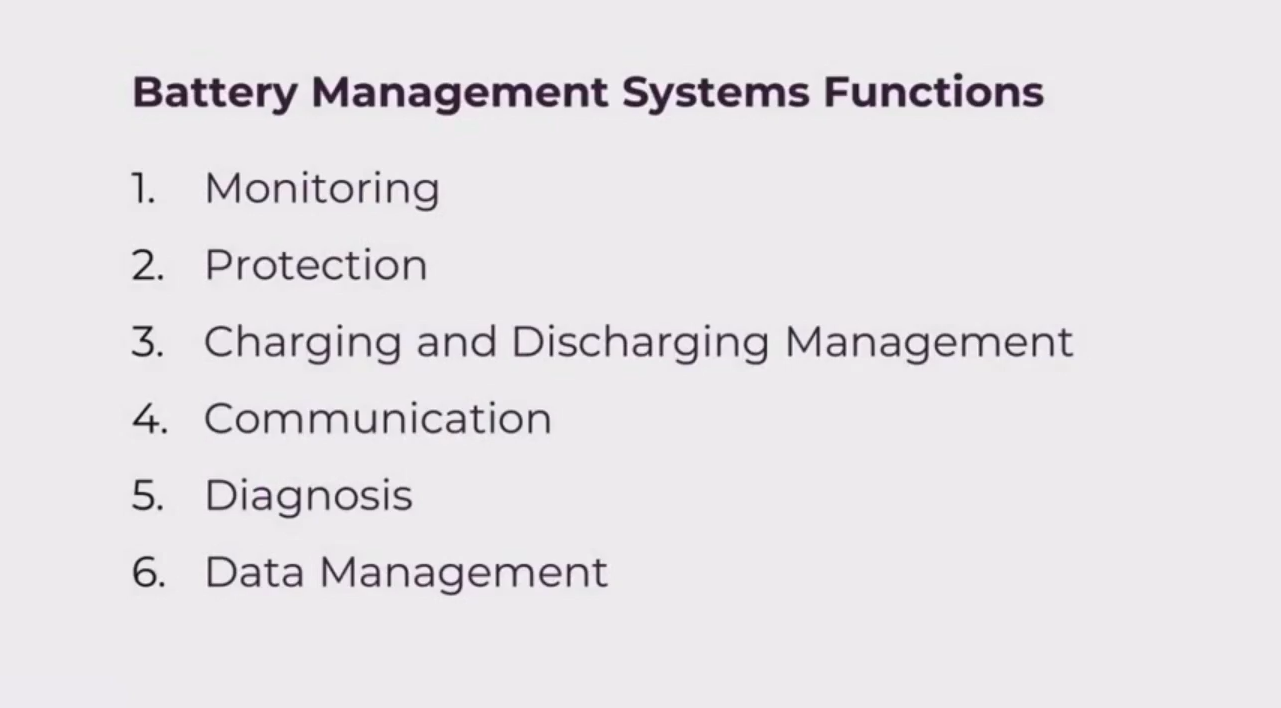 Battery Management Systems Functions
1. Monitoring
2. Protection
3. Charging and Discharging Management
4. Communication
5. Diagnosis
6. Data Management